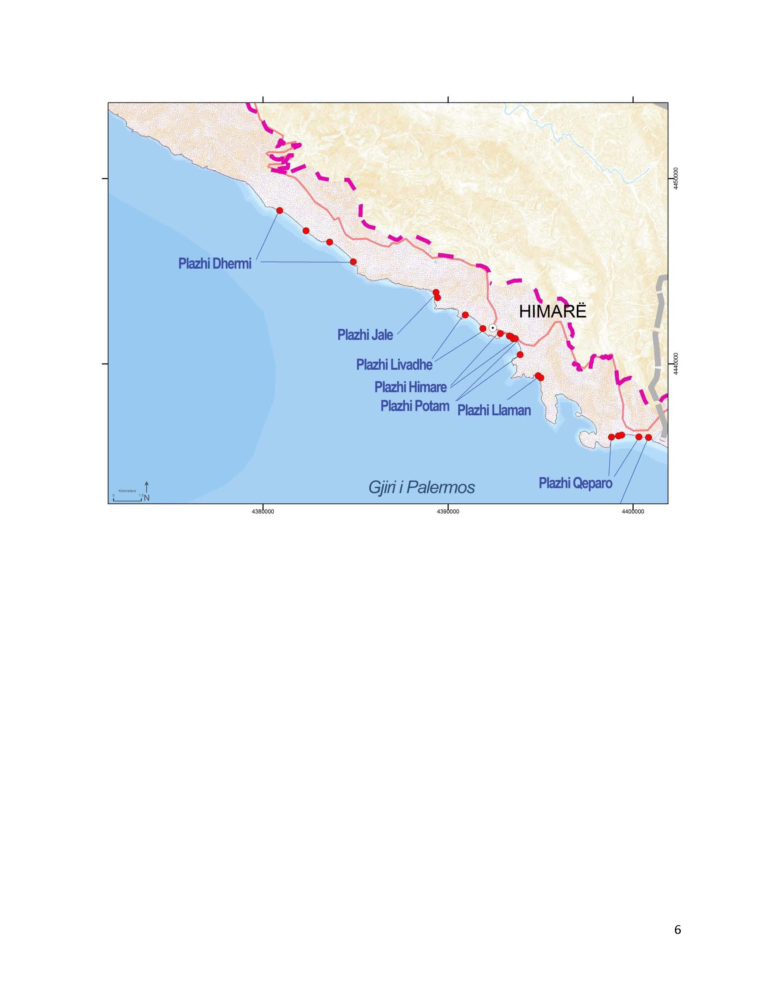 4450000
Plazhi Dhermi
HIMARË
Plazhi Jale
Plazhi Livadhe
4440000
Plazhi Himare
Plazhi Potam
Plazhi Llaman
Plazhi Qeparo
Gjiri i Palermos
Kilometers
0 1.5
N
4380000 4390000 4400000
6